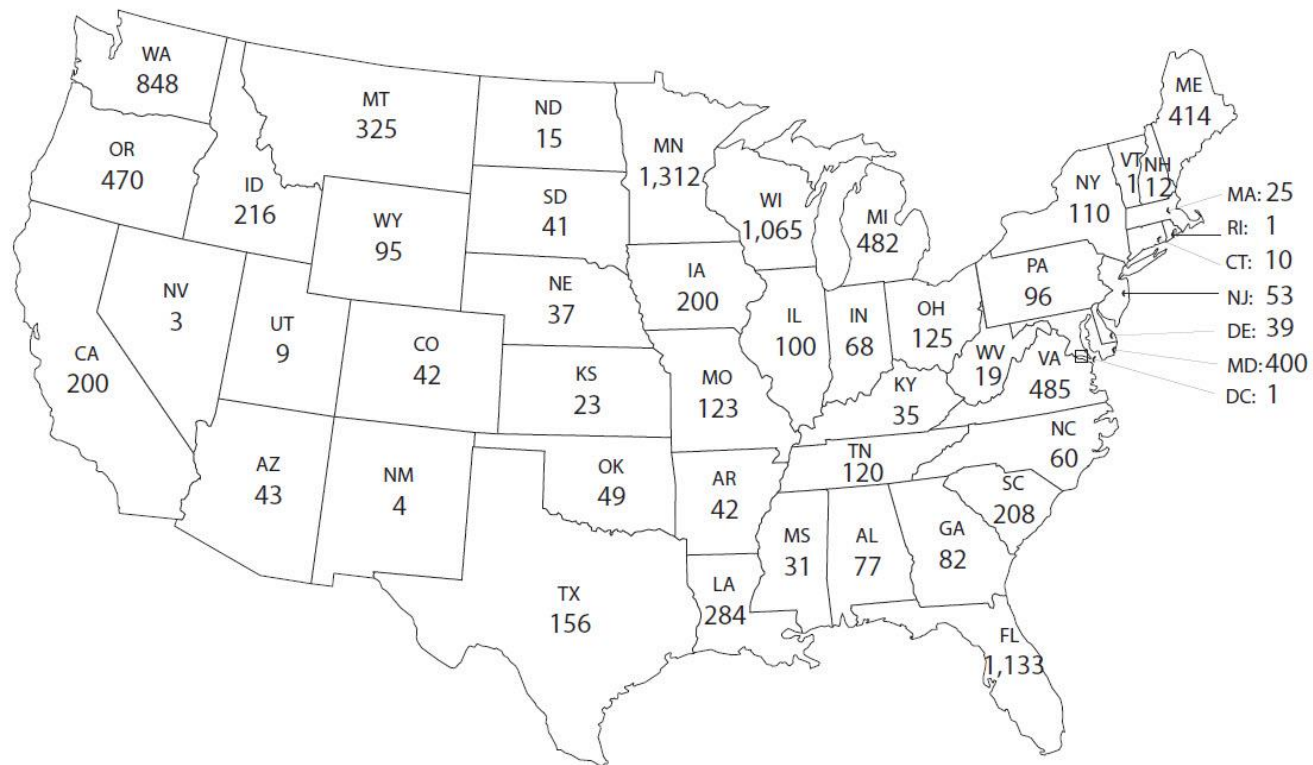 WA
848
OR
470
ID
216
MT
325
ND
15
MN
1,312
SD
41
WY
95
NE
37
IA
200
WI
1,065
MI
482
NV
3
UT
9
CO
42
CA
200
KS
23
MO
123
IL
100
IN
68
OH
125
KY
35
WV
19
VA
485
PA
96
NY
110
VT
1
NH
12
ME
414
MA: 25
RI: 1
CT: 10
NJ: 53
DE: 39
MD: 400
DC: 1
AZ
43
NM
4
OK
49
AR
42
TN
120
NC
60
SC
208
MS
31
AL
77
GA
82
TX
156
LA
284
FL
1,133